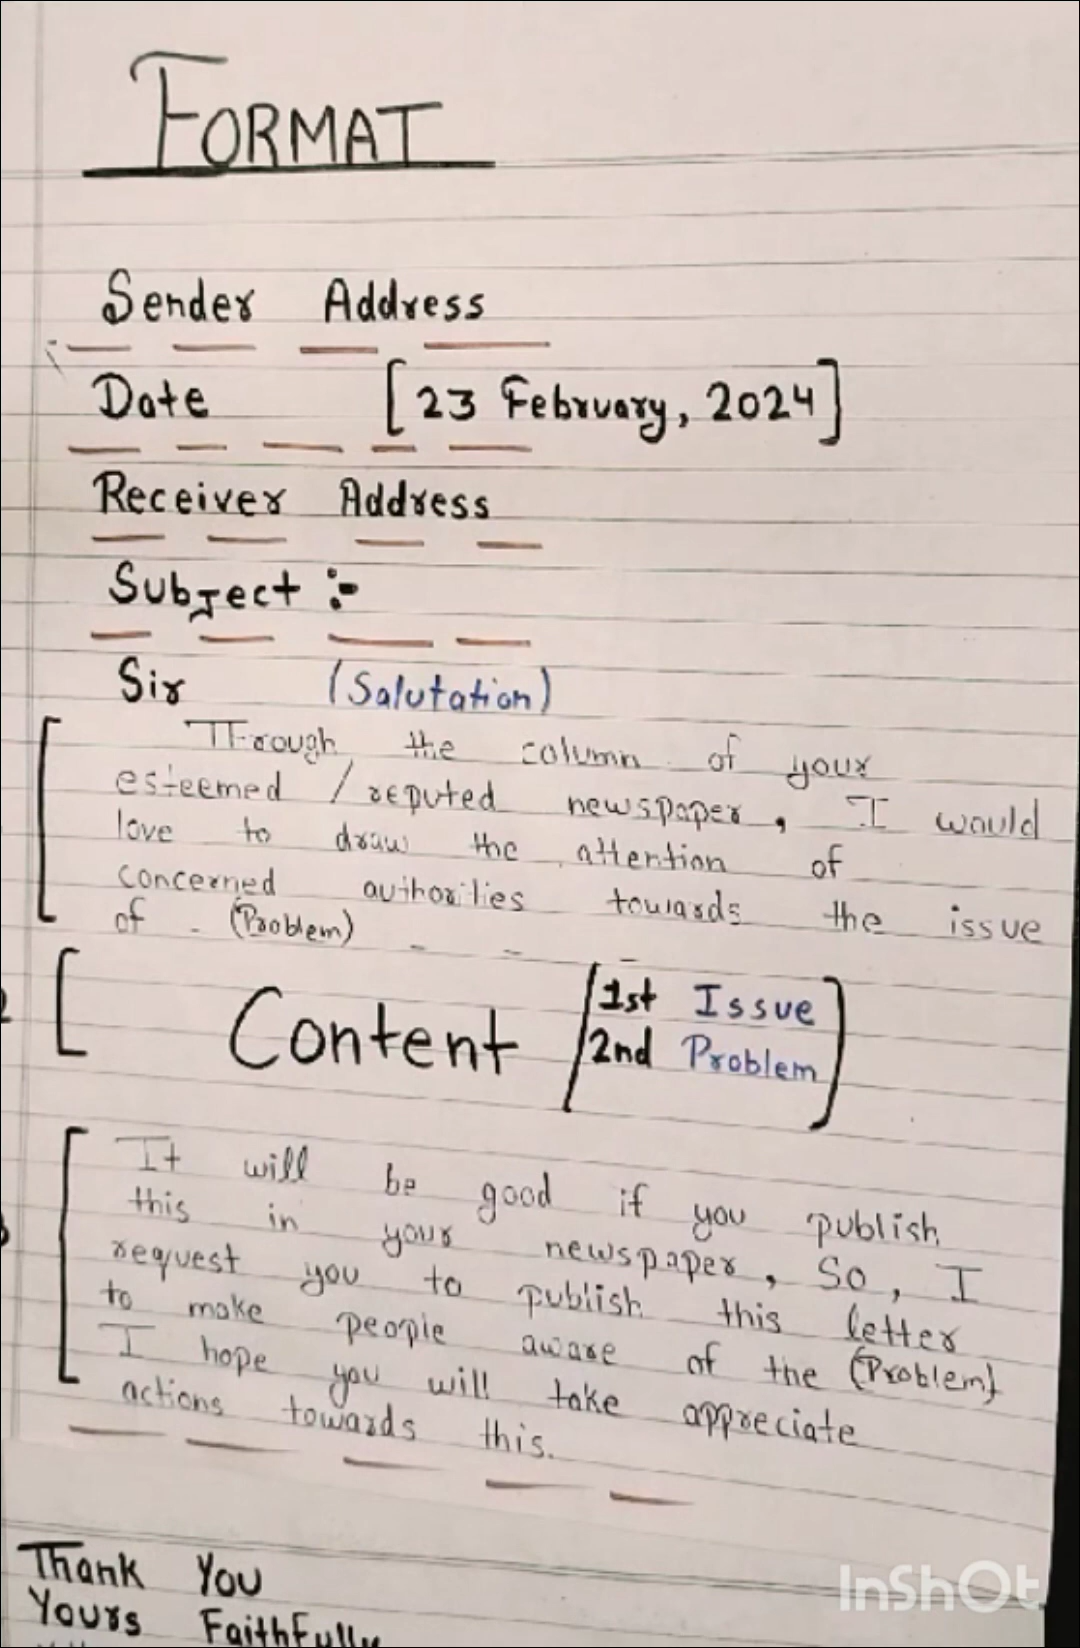 FORMAT
Sender Address
Date [23 February, 2024]
Receiver Address
Subject :-
Sir (Salutation)
Through the column of your
esteemed / reputed newspaper, I would
love to draw the attention of
concerned authorities towards the issue
of (Problem)
[ Content (1st Issue
2nd Problem)
It will be good if you publish
this in your newspaper, So, I
request you to publish this letter
to make people aware of the (Problem)
I hope you will take appreciate
actions towards this.
Thank You
Yours Faithfully
InShOt